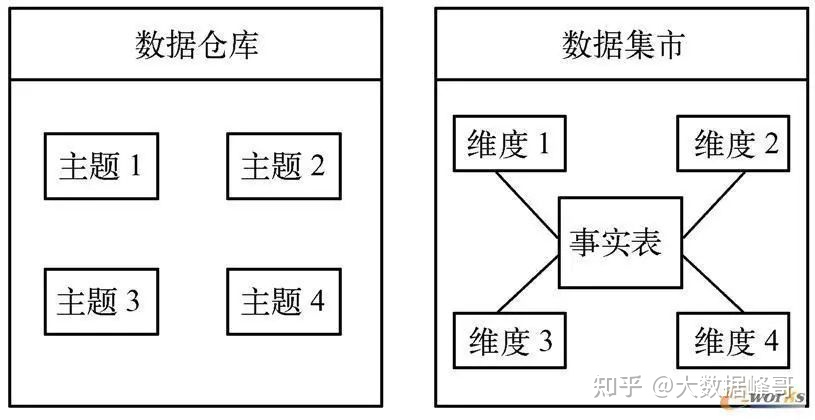 数据仓库
主题 1
主题 2
主题 3
主题 4
数据集市
维度 1
维度 2
事实表
维度 3
维度 4
知乎 @大数据峰哥
e-works